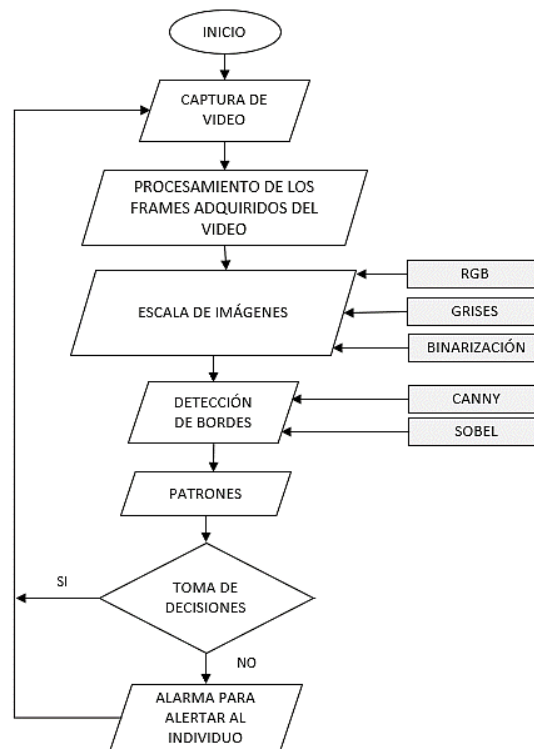 INICIO
CAPTURA DE
VIDEO
PROCESAMIENTO DE LOS
FRAMES ADQUIRIDOS DEL
VIDEO
ESCALA DE IMÁGENES
RGB
GRISES
BINARIZACIÓN
DETECCIÓN
DE BORDES
CANNY
SOBEL
PATRONES
TOMA DE
DECISIONES
SI
NO
ALARMA PARA
ALERTAR AL
INDIVIDUO